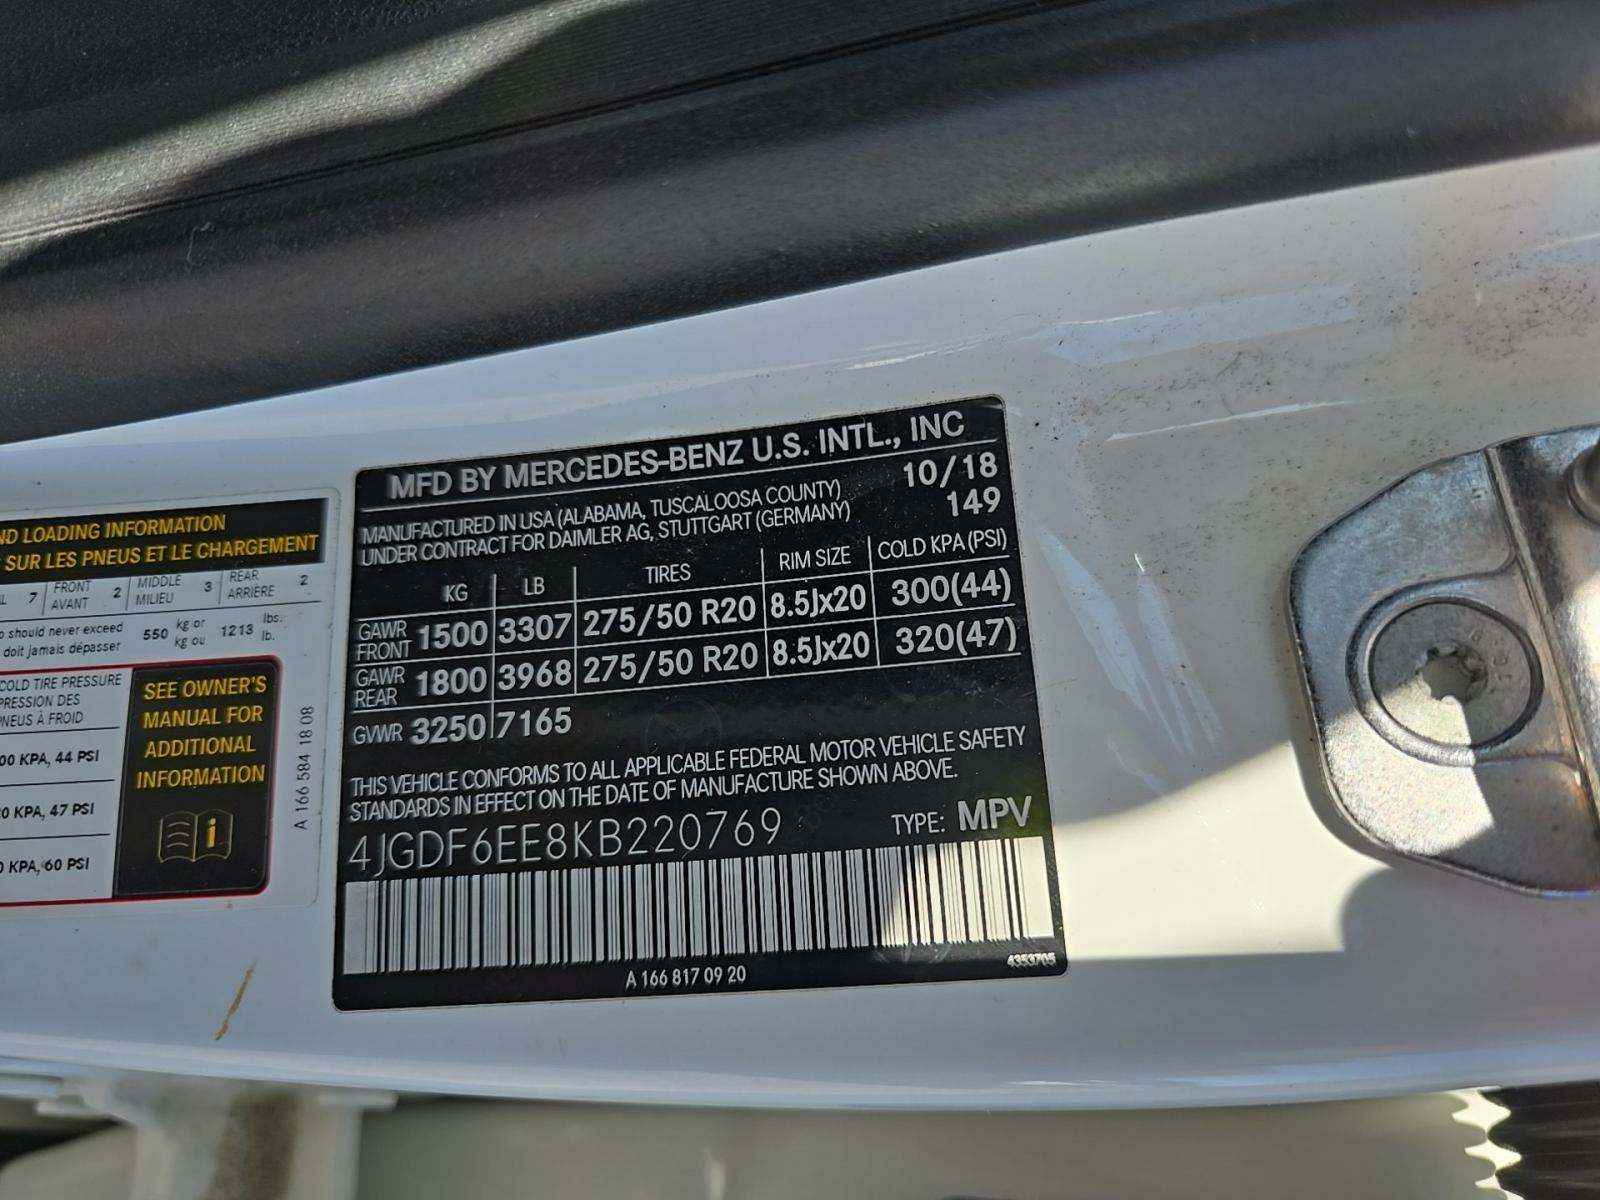 MFD BY MERCEDES-BENZ U.S. INTL., INC
MANUFACTURED IN USA (ALABAMA, TUSCALOOSA COUNTY) 10/18
UNDER CONTRACT FOR DAIMLER AG, STUTTGART (GERMANY) 149
KG LB TIRES RIM SIZE COLD KPA (PSI)
GAWR FRONT 1500 3307 275/50 R20 8.5Jx20 300(44)
GAWR REAR 1800 3968 275/50 R20 8.5Jx20 320(47)
GVWR 3250 7165
THIS VEHICLE CONFORMS TO ALL APPLICABLE FEDERAL MOTOR VEHICLE SAFETY
STANDARDS IN EFFECT ON THE DATE OF MANUFACTURE SHOWN ABOVE.
4JGDF6EE8KB220769 TYPE: MPV
A 166 817 09 20
4353705
LOADING INFORMATION
SUR LES PNEUS ET LE CHARGEMENT
7 FRONT AVANT 2 MIDDLE MILIEU 3 REAR ARRIÈRE 2
should never exceed 550 kg or 1213 lbs.
doit jamais dépasser kg ou lb.
COLD TIRE PRESSURE
DES
À FROID
KPA, 44 PSI
KPA, 47 PSI
KPA, 60 PSI
SEE OWNER'S
MANUAL FOR
ADDITIONAL
INFORMATION
i
A 166 584 18 08